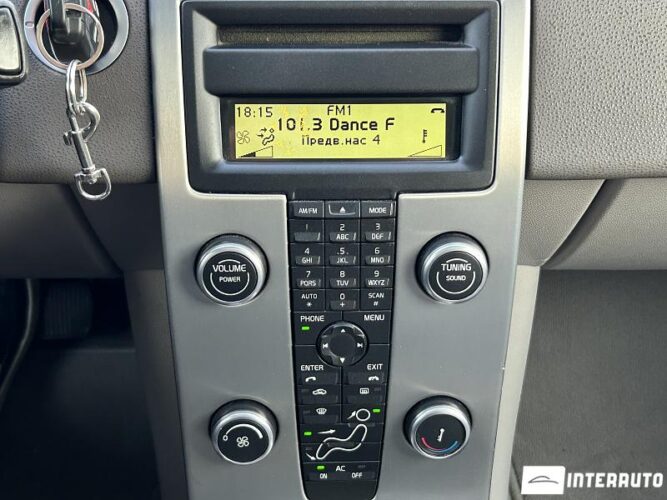 18:15 FM1
101.3 Dance F
Предв.нас 4
AM/FM MODE
1 2 ABC 3 DEF
4 GHI .5. JKL 6 MNO
7 PQRS 8 TUV 9 WXYZ
AUTO * 0 + SCAN #
VOLUME
POWER
TUNING
SOUND
PHONE MENU
ENTER EXIT
AC
ON OFF
INTERRAUTO